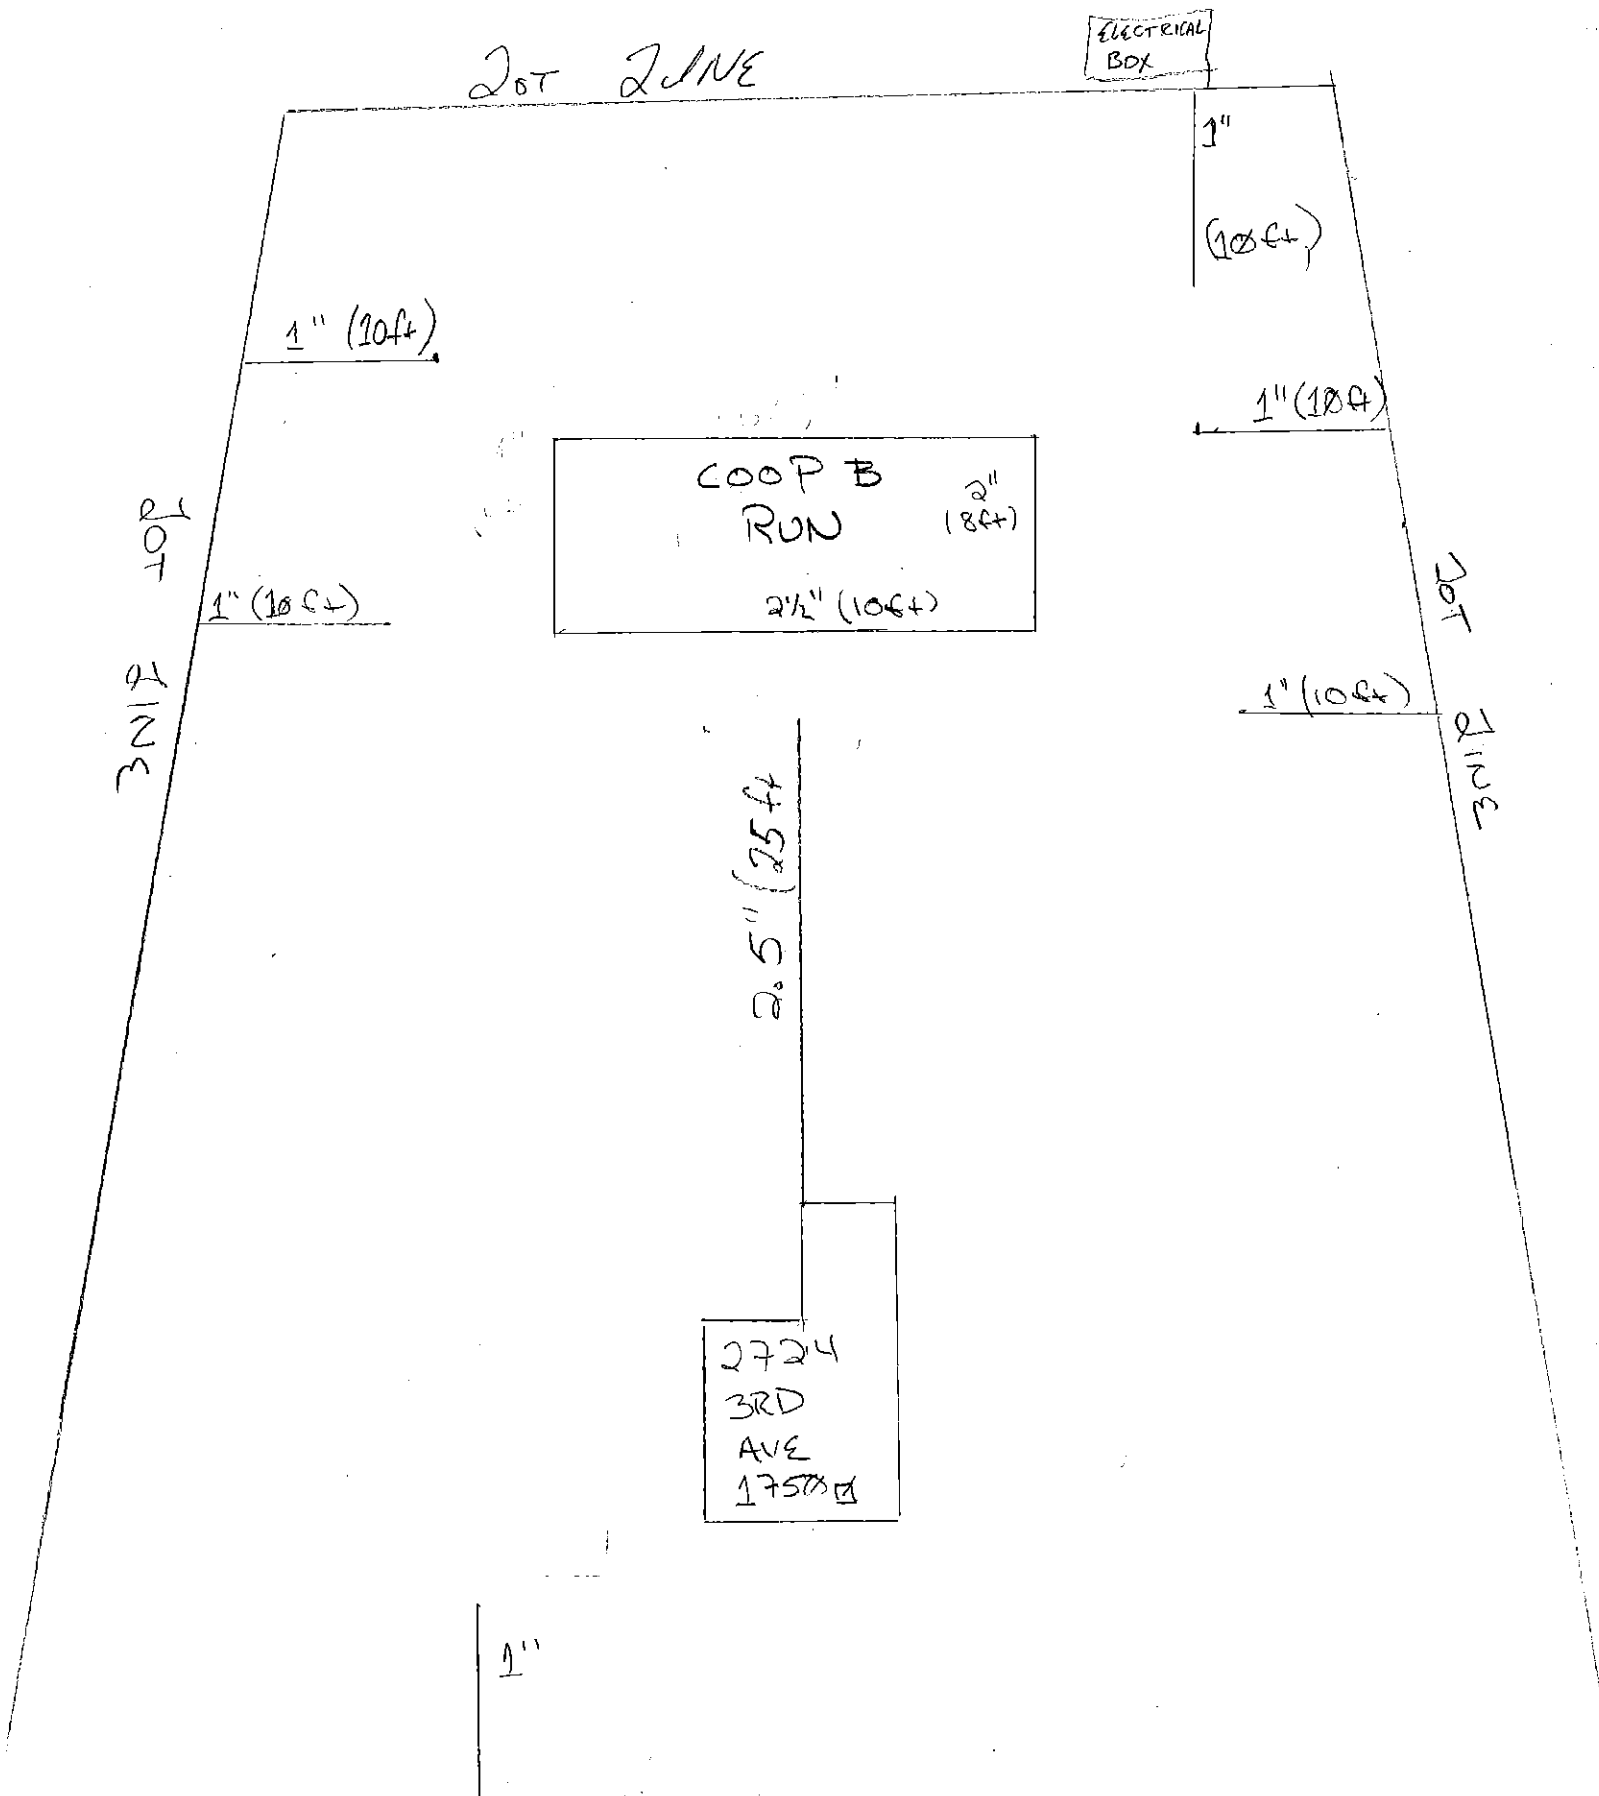 ELECTRICAL
BOX
LOT LINE
1"
(10ft)
1" (10ft)
1" (10ft)
COOP B
RUN
2"
(8ft)
2½" (10ft)
LOT LINE
1" (10ft)
LOT LINE
1" (10ft)
2.5" (25ft
2724
3RD
AVE
1750
1"